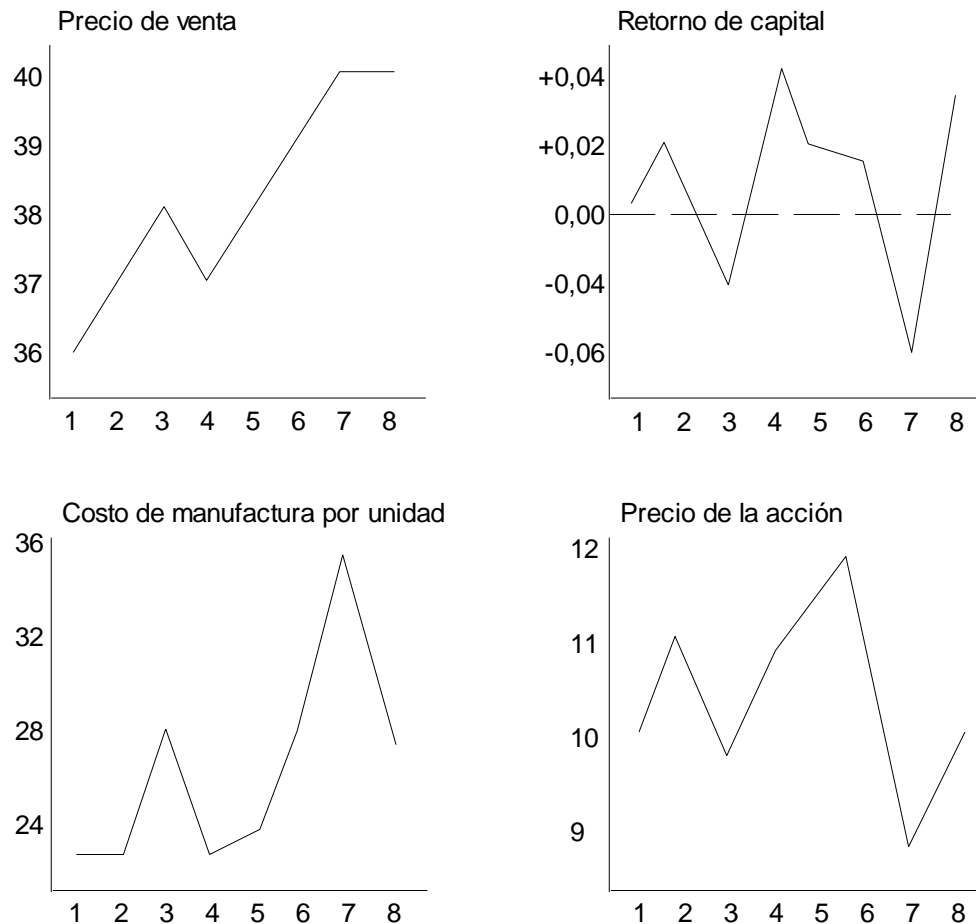 Precio de venta
40
39
38
37
36
1 2 3 4 5 6 7 8
Retorno de capital
+0,04
+0,02
0,00
-0,04
-0,06
1 2 3 4 5 6 7 8
Costo de manufactura por unidad
36
32
28
24
1 2 3 4 5 6 7 8
Precio de la acción
12
11
10
9
1 2 3 4 5 6 7 8